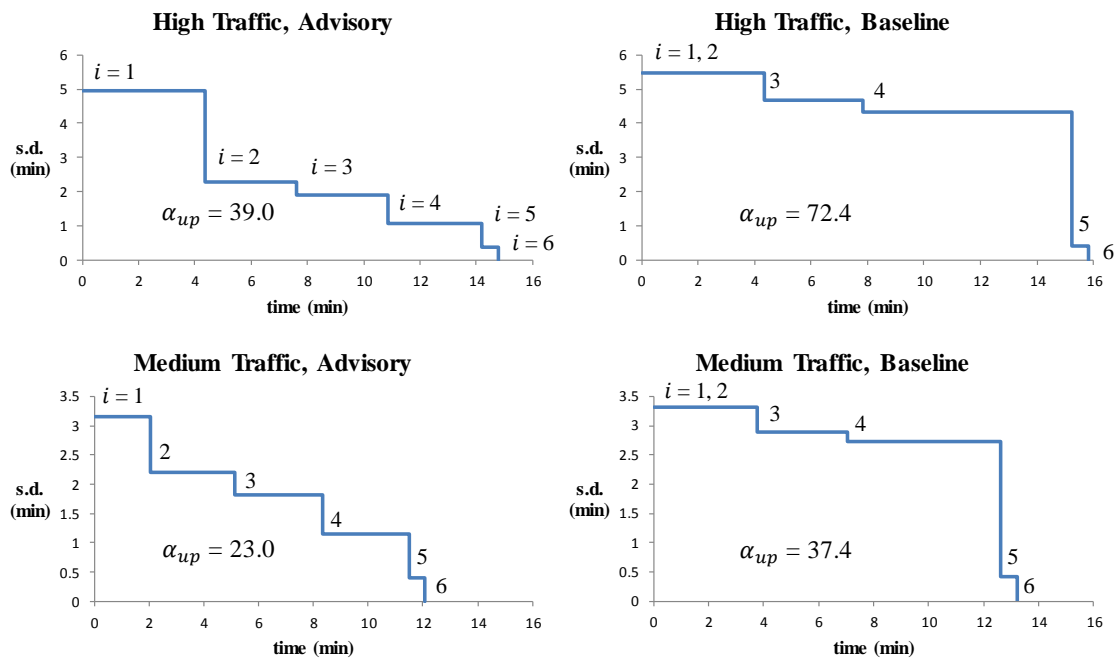 High Traffic, Advisory
6
5
4
3
2
1
0
s.d.
(min)
i = 1
i = 2
i = 3
i = 4
i = 5
i = 6
α_up = 39.0
0 2 4 6 8 10 12 14 16
time (min)
High Traffic, Baseline
6
5
4
3
2
1
0
s.d.
(min)
i = 1, 2
3
4
5
6
α_up = 72.4
0 2 4 6 8 10 12 14 16
time (min)
Medium Traffic, Advisory
3.5
3
2.5
2
1.5
1
0.5
0
s.d.
(min)
i = 1
2
3
4
5
6
α_up = 23.0
0 2 4 6 8 10 12 14 16
time (min)
Medium Traffic, Baseline
3.5
3
2.5
2
1.5
1
0.5
0
s.d.
(min)
i = 1, 2
3
4
5
6
α_up = 37.4
0 2 4 6 8 10 12 14 16
time (min)